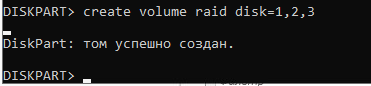 DISKPART> create volume raid disk=1,2,3
DiskPart: том успешно создан.
DISKPART>